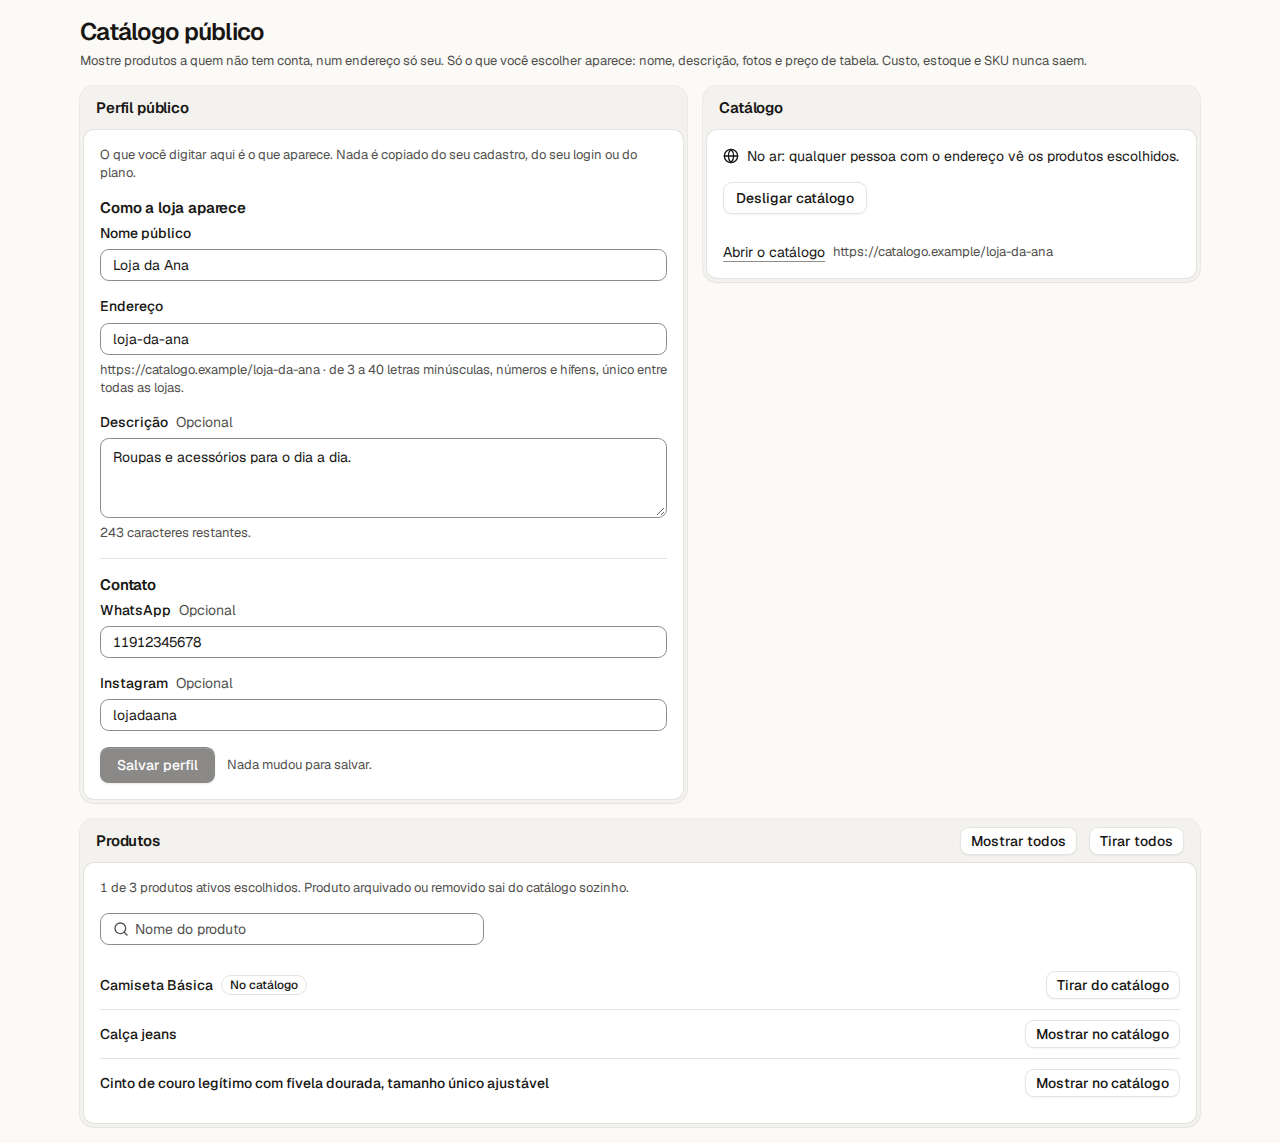 Catálogo público
Mostre produtos a quem não tem conta, num endereço só seu. Só o que você escolher aparece: nome, descrição, fotos e preço de tabela. Custo, estoque e SKU nunca saem.
Perfil público
O que você digitar aqui é o que aparece. Nada é copiado do seu cadastro, do seu login ou do
plano.
Como a loja aparece
Nome público
Loja da Ana
Endereço
loja-da-ana
https://catalogo.example/loja-da-ana · de 3 a 40 letras minúsculas, números e hífens, único entre
todas as lojas.
Descrição Opcional
Roupas e acessórios para o dia a dia.
243 caracteres restantes.
Contato
WhatsApp Opcional
11912345678
Instagram Opcional
lojadaana
Salvar perfil Nada mudou para salvar.
Catálogo
No ar: qualquer pessoa com o endereço vê os produtos escolhidos.
Desligar catálogo
Abrir o catálogo https://catalogo.example/loja-da-ana
Produtos Mostrar todos Tirar todos
1 de 3 produtos ativos escolhidos. Produto arquivado ou removido sai do catálogo sozinho.
Nome do produto
Camiseta Básica No catálogo Tirar do catálogo
Calça jeans Mostrar no catálogo
Cinto de couro legítimo com fivela dourada, tamanho único ajustável Mostrar no catálogo